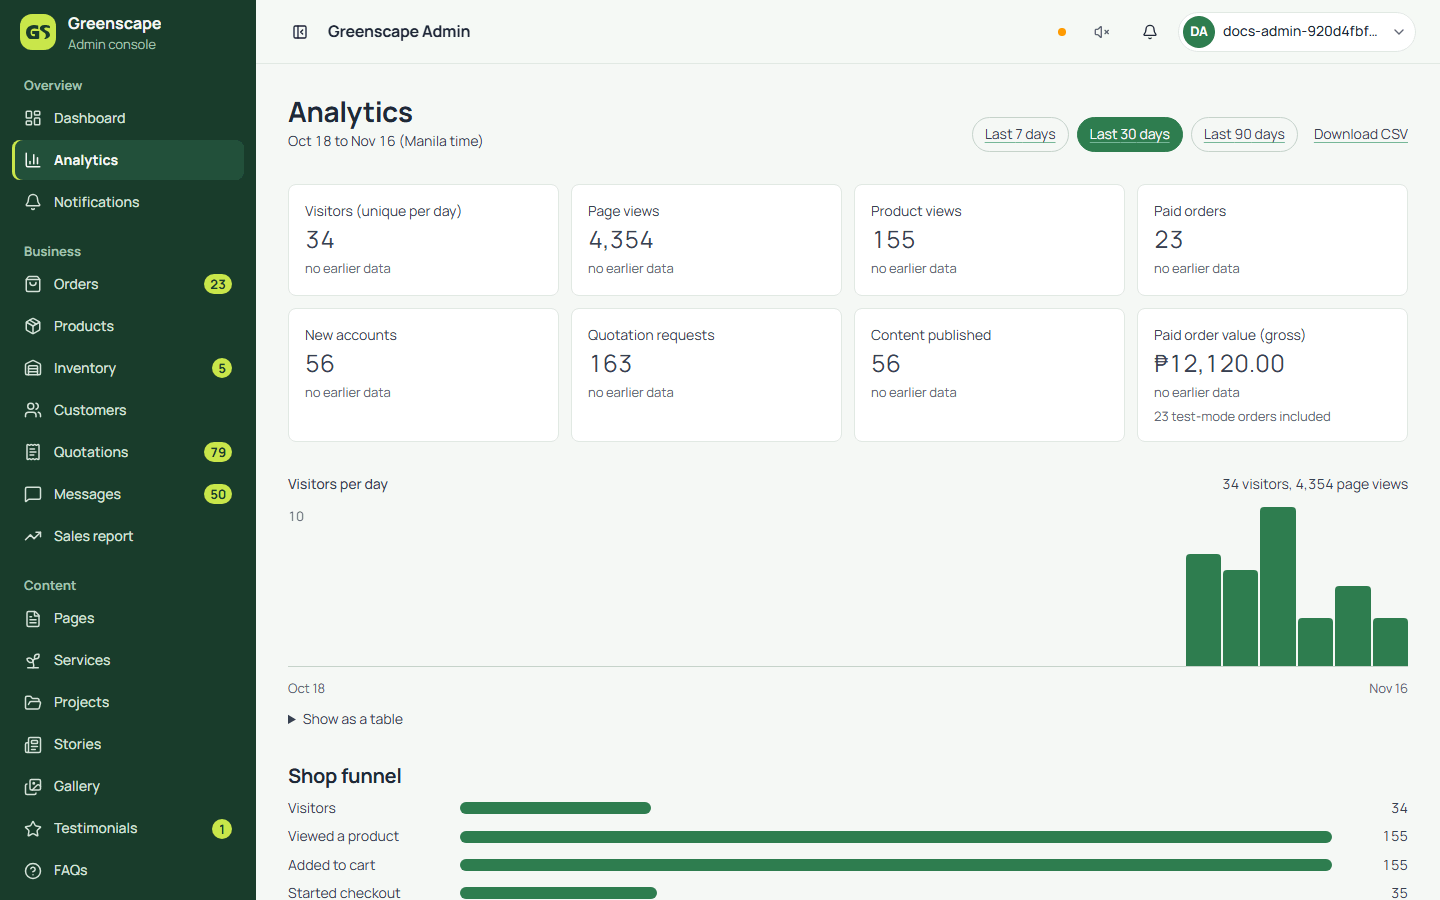 GS
Greenscape
Admin console
Overview
Dashboard
Analytics
Notifications
Business
Orders 23
Products
Inventory 5
Customers
Quotations 79
Messages 50
Sales report
Content
Pages
Services
Projects
Stories
Gallery
Testimonials 1
FAQs
Greenscape Admin
DA docs-admin-920d4fbf...
Analytics
Oct 18 to Nov 16 (Manila time)
Last 7 days Last 30 days Last 90 days Download CSV
Visitors (unique per day)
34
no earlier data
Page views
4,354
no earlier data
Product views
155
no earlier data
Paid orders
23
no earlier data
New accounts
56
no earlier data
Quotation requests
163
no earlier data
Content published
56
no earlier data
Paid order value (gross)
₱12,120.00
no earlier data
23 test-mode orders included
Visitors per day 34 visitors, 4,354 page views
10
Oct 18 Nov 16
Show as a table
Shop funnel
Visitors 34
Viewed a product 155
Added to cart 155
Started checkout 35